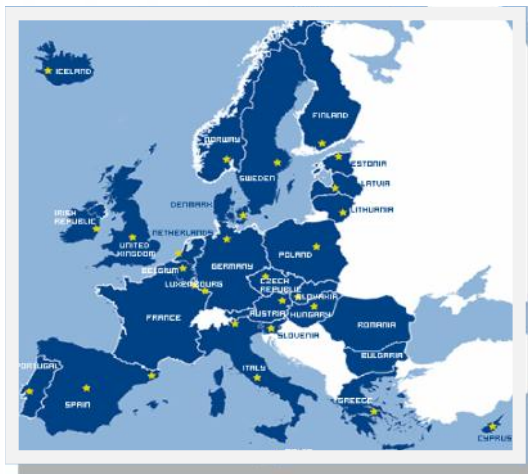 ICELAND
FINLAND
NORWAY
SWEDEN
ESTONIA
LATVIA
LITHUANIA
DENMARK
IRISH
REPUBLIC
UNITED
KINGDOM
NETHERLANDS
BELGIUM
LUXEMBOURG
GERMANY
POLAND
CZECH
REPUBLIC
SLOVAKIA
AUSTRIA
HUNGARY
FRANCE
SLOVENIA
ROMANIA
BULGARIA
PORTUGAL
SPAIN
ITALY
GREECE
CYPRUS